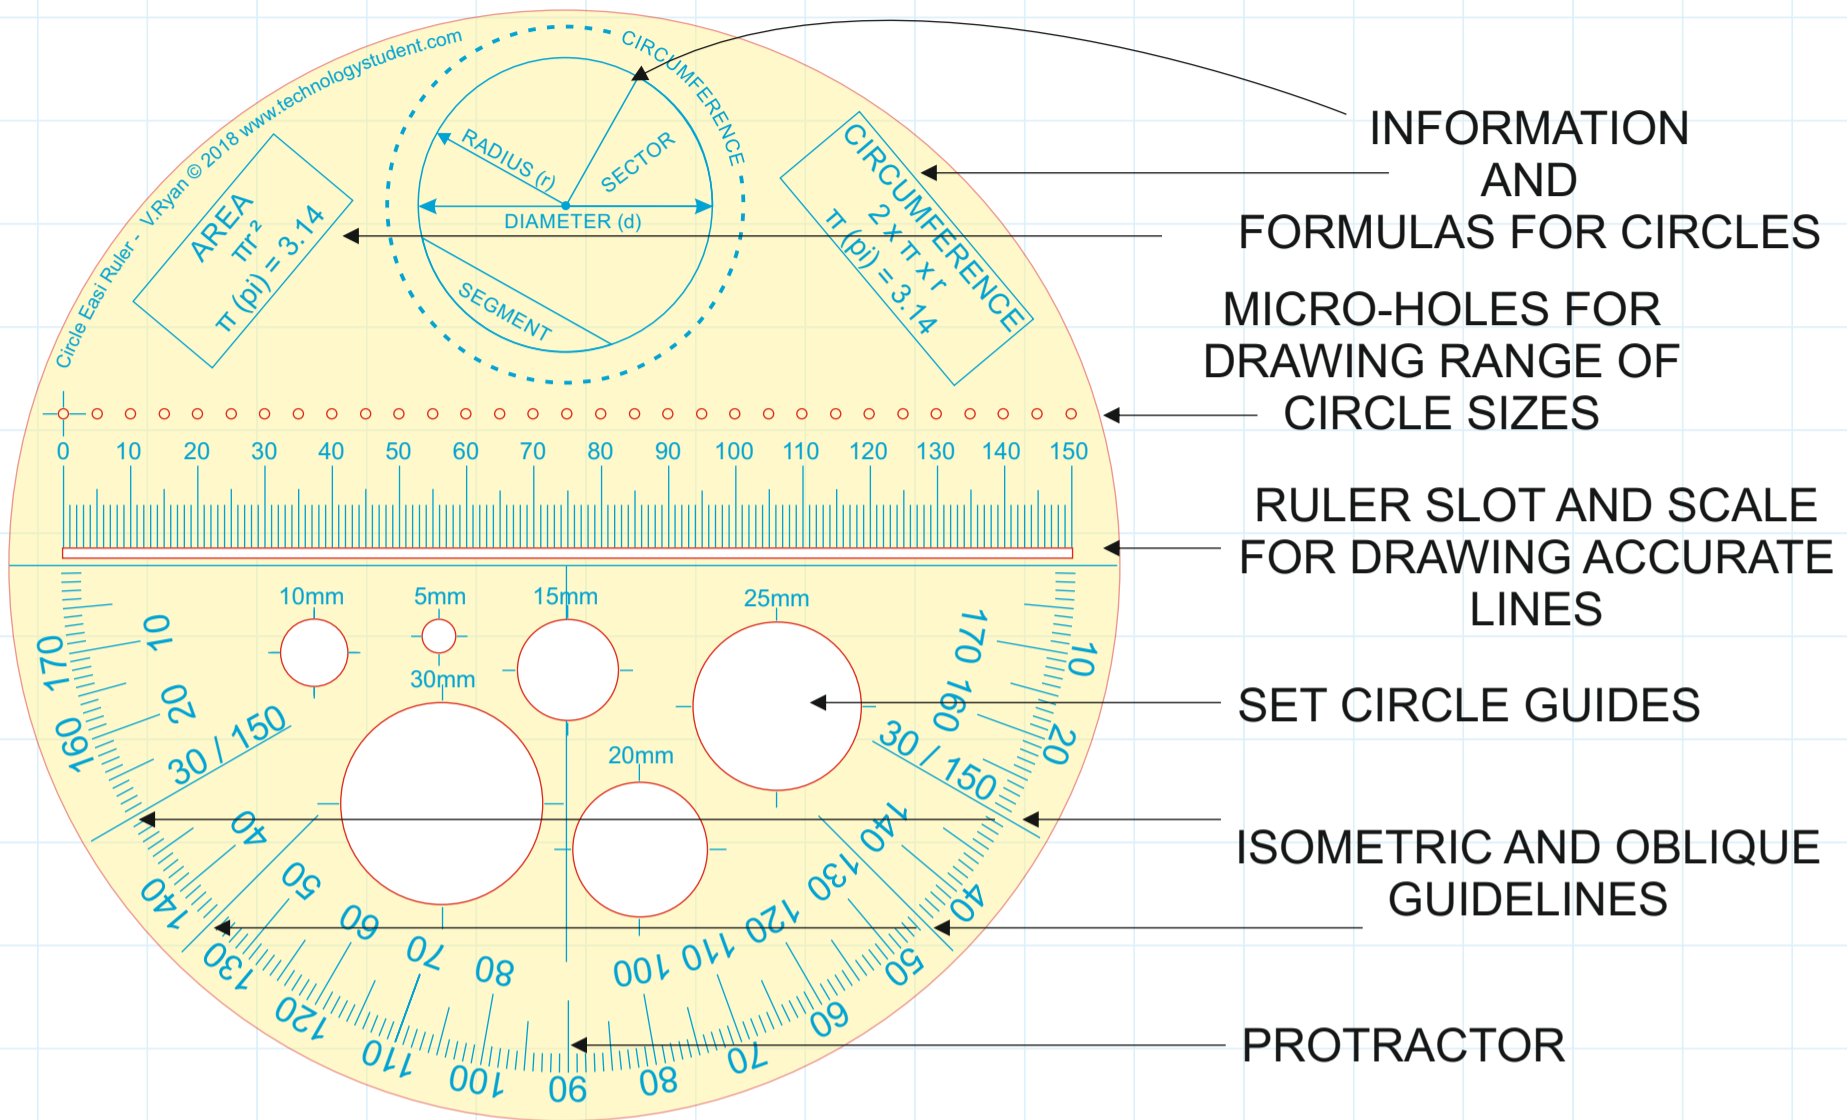 Circle Easi Ruler - V.Ryan © 2018 www.technologystudent.com
CIRCUMFERENCE
RADIUS (r)
SECTOR
DIAMETER (d)
SEGMENT
AREA
πr²
π (pi) = 3.14
CIRCUMFERENCE
2 x π x r
π (pi) = 3.14
INFORMATION
AND
FORMULAS FOR CIRCLES
MICRO-HOLES FOR
DRAWING RANGE OF
CIRCLE SIZES
0 10 20 30 40 50 60 70 80 90 100 110 120 130 140 150
RULER SLOT AND SCALE
FOR DRAWING ACCURATE
LINES
10mm 5mm 15mm 25mm
30mm
20mm
SET CIRCLE GUIDES
10 20 30 / 150 40 50 60 70 80 100 110 120 130 140 30 / 150 160 170
170 160 140 130 120 110 100 90 80 70 60 50 40 20 10
ISOMETRIC AND OBLIQUE
GUIDELINES
PROTRACTOR